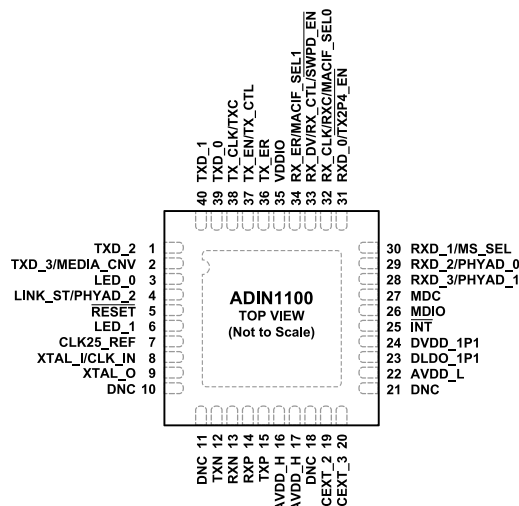 40 TXD_1
39 TXD_0
38 TX_CLK/TXC
37 TX_EN/TX_CTL
36 TX_ER
35 VDDIO
34 RX_ER/MACIF_SEL1
33 RX_DV/RX_CTL/SWPD_EN
32 RX_CLK/RXC/MACIF_SEL0
31 RXD_0/TX2P4_EN
TXD_2 1
TXD_3/MEDIA_CNV 2
LED_0 3
LINK_ST/PHYAD_2 4
RESET 5
LED_1 6
CLK25_REF 7
XTAL_I/CLK_IN 8
XTAL_O 9
DNC 10
ADIN1100
TOP VIEW
(Not to Scale)
30 RXD_1/MS_SEL
29 RXD_2/PHYAD_0
28 RXD_3/PHYAD_1
27 MDC
26 MDIO
25 INT
24 DVDD_1P1
23 DLDO_1P1
22 AVDD_L
21 DNC
DNC 11
TXN 12
RXN 13
RXP 14
TXP 15
AVDD_H 16
AVDD_H 17
DNC 18
CEXT_2 19
CEXT_3 20